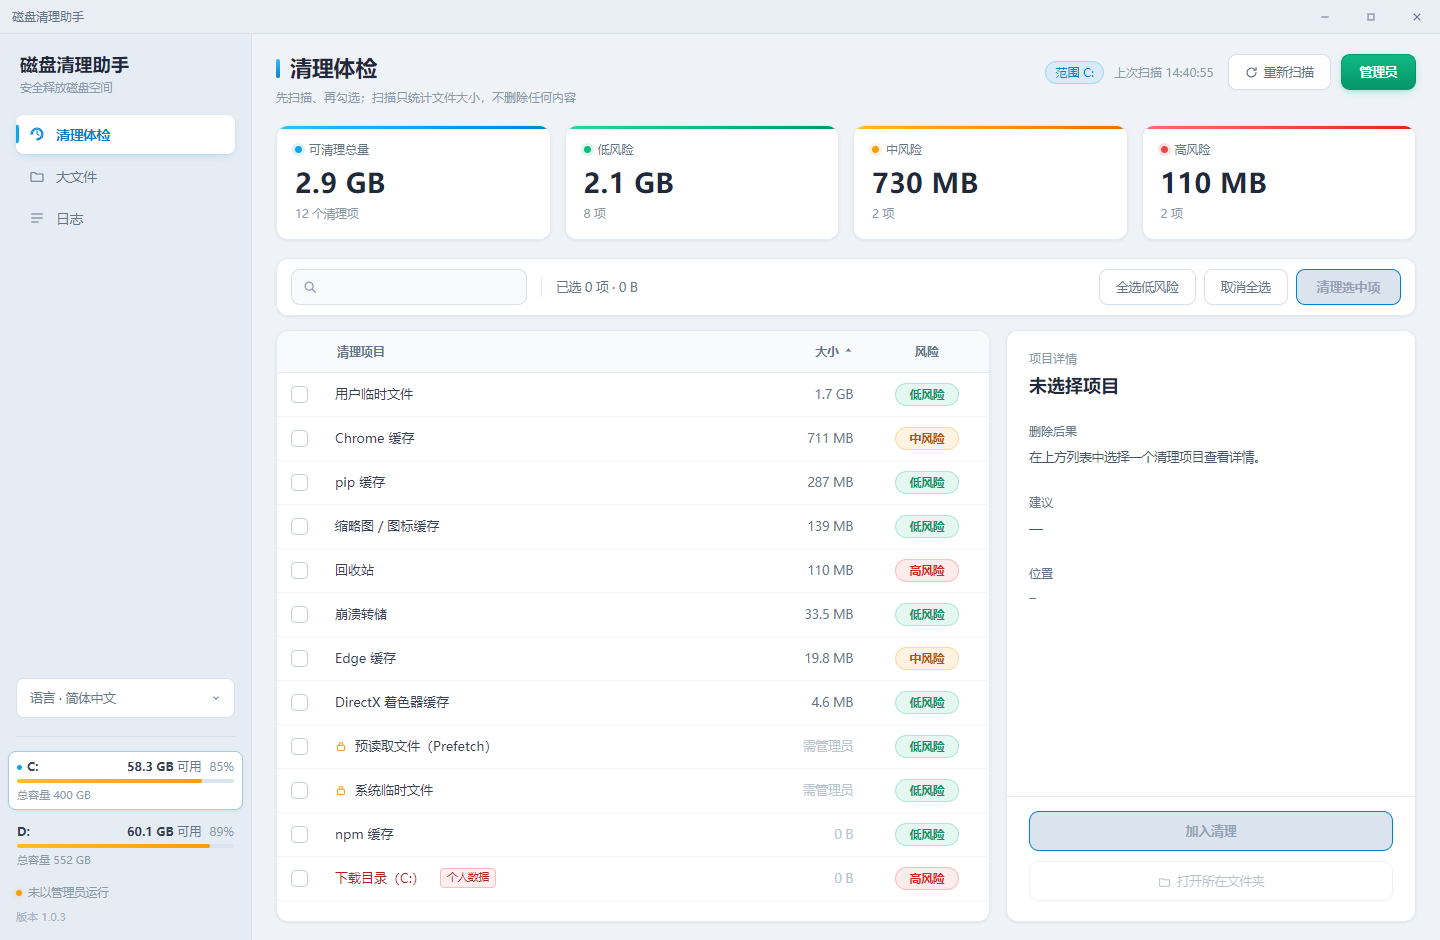 磁盘清理助手
磁盘清理助手
安全释放磁盘空间
清理体检
大文件
日志
语言 · 简体中文
C: 58.3 GB 可用 85%
总容量 400 GB
D: 60.1 GB 可用 89%
总容量 552 GB
未以管理员运行
版本 1.0.3
清理体检
先扫描、再勾选；扫描只统计文件大小，不删除任何内容
范围 C: 上次扫描 14:40:55 重新扫描 管理员
可清理总量
2.9 GB
12 个清理项
低风险
2.1 GB
8 项
中风险
730 MB
2 项
高风险
110 MB
2 项
已选 0 项 · 0 B 全选低风险 取消全选 清理选中项
清理项目 大小 风险
用户临时文件 1.7 GB 低风险
Chrome 缓存 711 MB 中风险
pip 缓存 287 MB 低风险
缩略图 / 图标缓存 139 MB 低风险
回收站 110 MB 高风险
崩溃转储 33.5 MB 低风险
Edge 缓存 19.8 MB 中风险
DirectX 着色器缓存 4.6 MB 低风险
预读取文件（Prefetch） 需管理员 低风险
系统临时文件 需管理员 低风险
npm 缓存 0 B 低风险
下载目录（C:） 个人数据 0 B 高风险
项目详情
未选择项目
删除后果
在上方列表中选择一个清理项目查看详情。
建议
—
位置
–
加入清理
打开所在文件夹